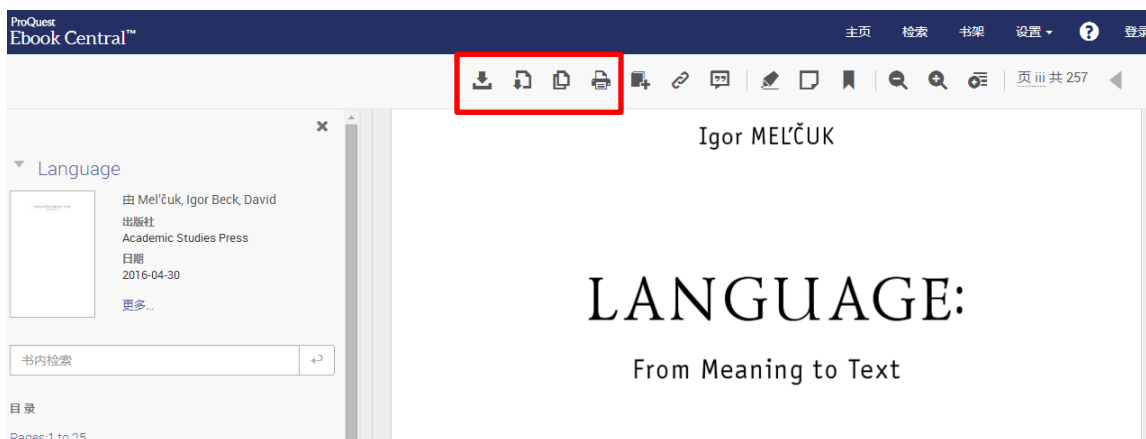 ProQuest
Ebook Central™
主页 检索 书架 设置 ? 登录
页 iii 共 257
Language
由 Mel'čuk, Igor Beck, David
出版社
Academic Studies Press
日期
2016-04-30
更多...
书内检索
目录
Pages:1 to 25
Igor MEL’ČUK
LANGUAGE:
From Meaning to Text